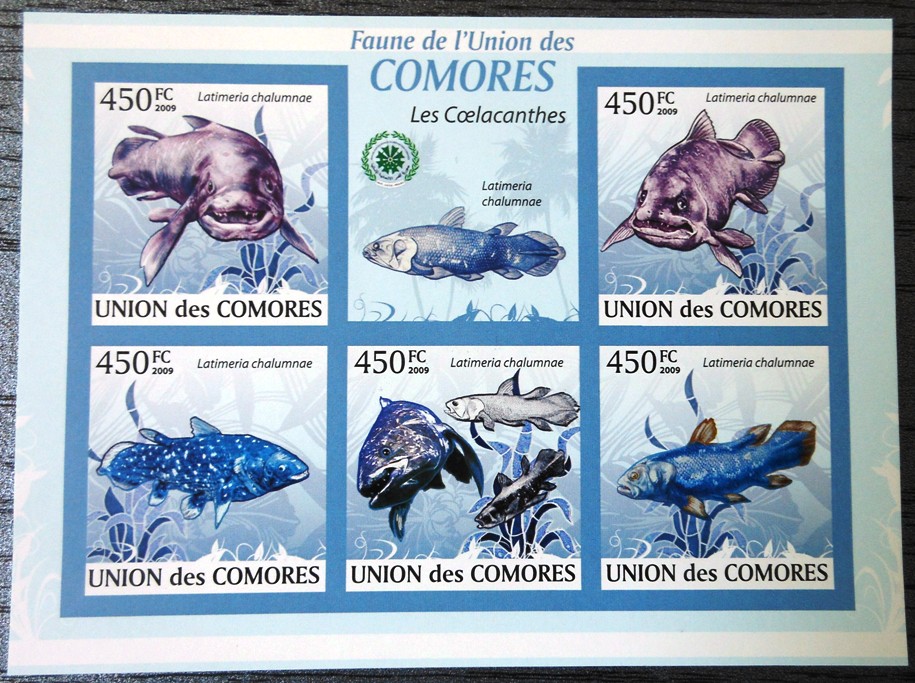 Faune de l'Union des
COMORES
Les Cœlacanthes
450 FC
2009
Latimeria chalumnae
UNION des COMORES
Latimeria
chalumnae
450 FC
2009
Latimeria chalumnae
UNION des COMORES
450 FC
2009
Latimeria chalumnae
UNION des COMORES
450 FC
2009
Latimeria chalumnae
UNION des COMORES
450 FC
2009
Latimeria chalumnae
UNION des COMORES